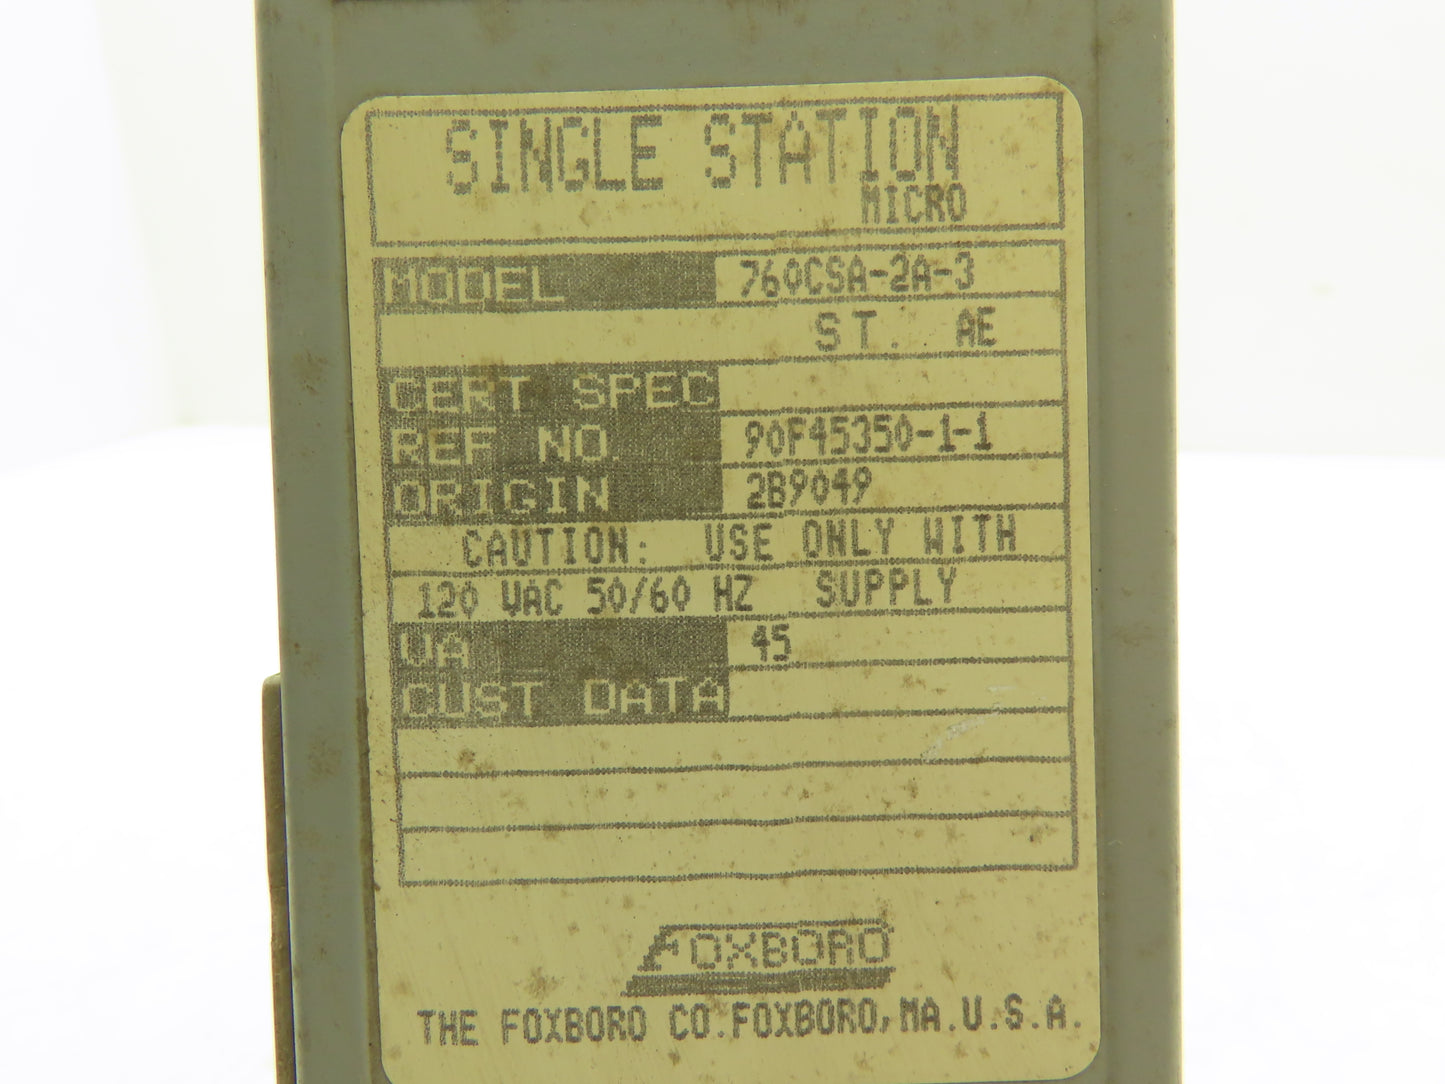 SINGLE STATION
MICRO
MODEL 760CSA-2A-3
ST. AE
CERT SPEC
REF NO 90F45350-1-1
ORIGIN 2B9049
CAUTION: USE ONLY WITH
120 VAC 50/60 HZ SUPPLY
VA 45
CUST DATA
FOXBORO
THE FOXBORO CO. FOXBORO, MA. U.S.A.